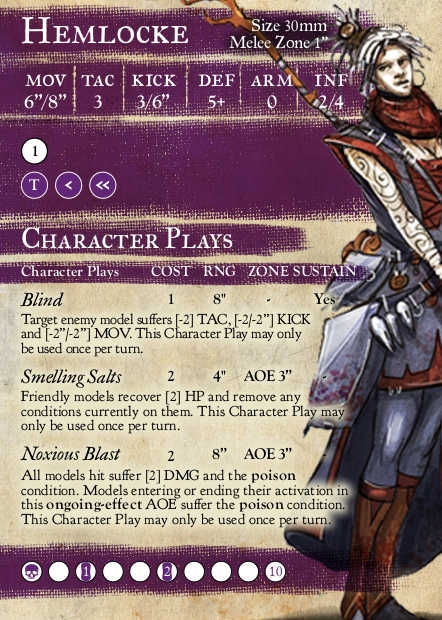 Hemlocke
Size 30mm
Melee Zone 1"
MOV TAC KICK DEF ARM INF
6"/8" 3 3/6" 5+ 0 2/4
1
T < <<
Character Plays
Character Plays COST RNG ZONE SUSTAIN
Blind 1 8" - Yes
Target enemy model suffers [-2] TAC, [-2/-2"] KICK
and [-2"/-2"] MOV. This Character Play may only
be used once per turn.
Smelling Salts 2 4" AOE 3" -
Friendly models recover [2] HP and remove any
conditions currently on them. This Character Play may
only be used once per turn.
Noxious Blast 2 8" AOE 3" -
All models hit suffer [2] DMG and the poison
condition. Models entering or ending their activation in
this ongoing-effect AOE suffer the poison condition.
This Character Play may only be used once per turn.
1 2 10